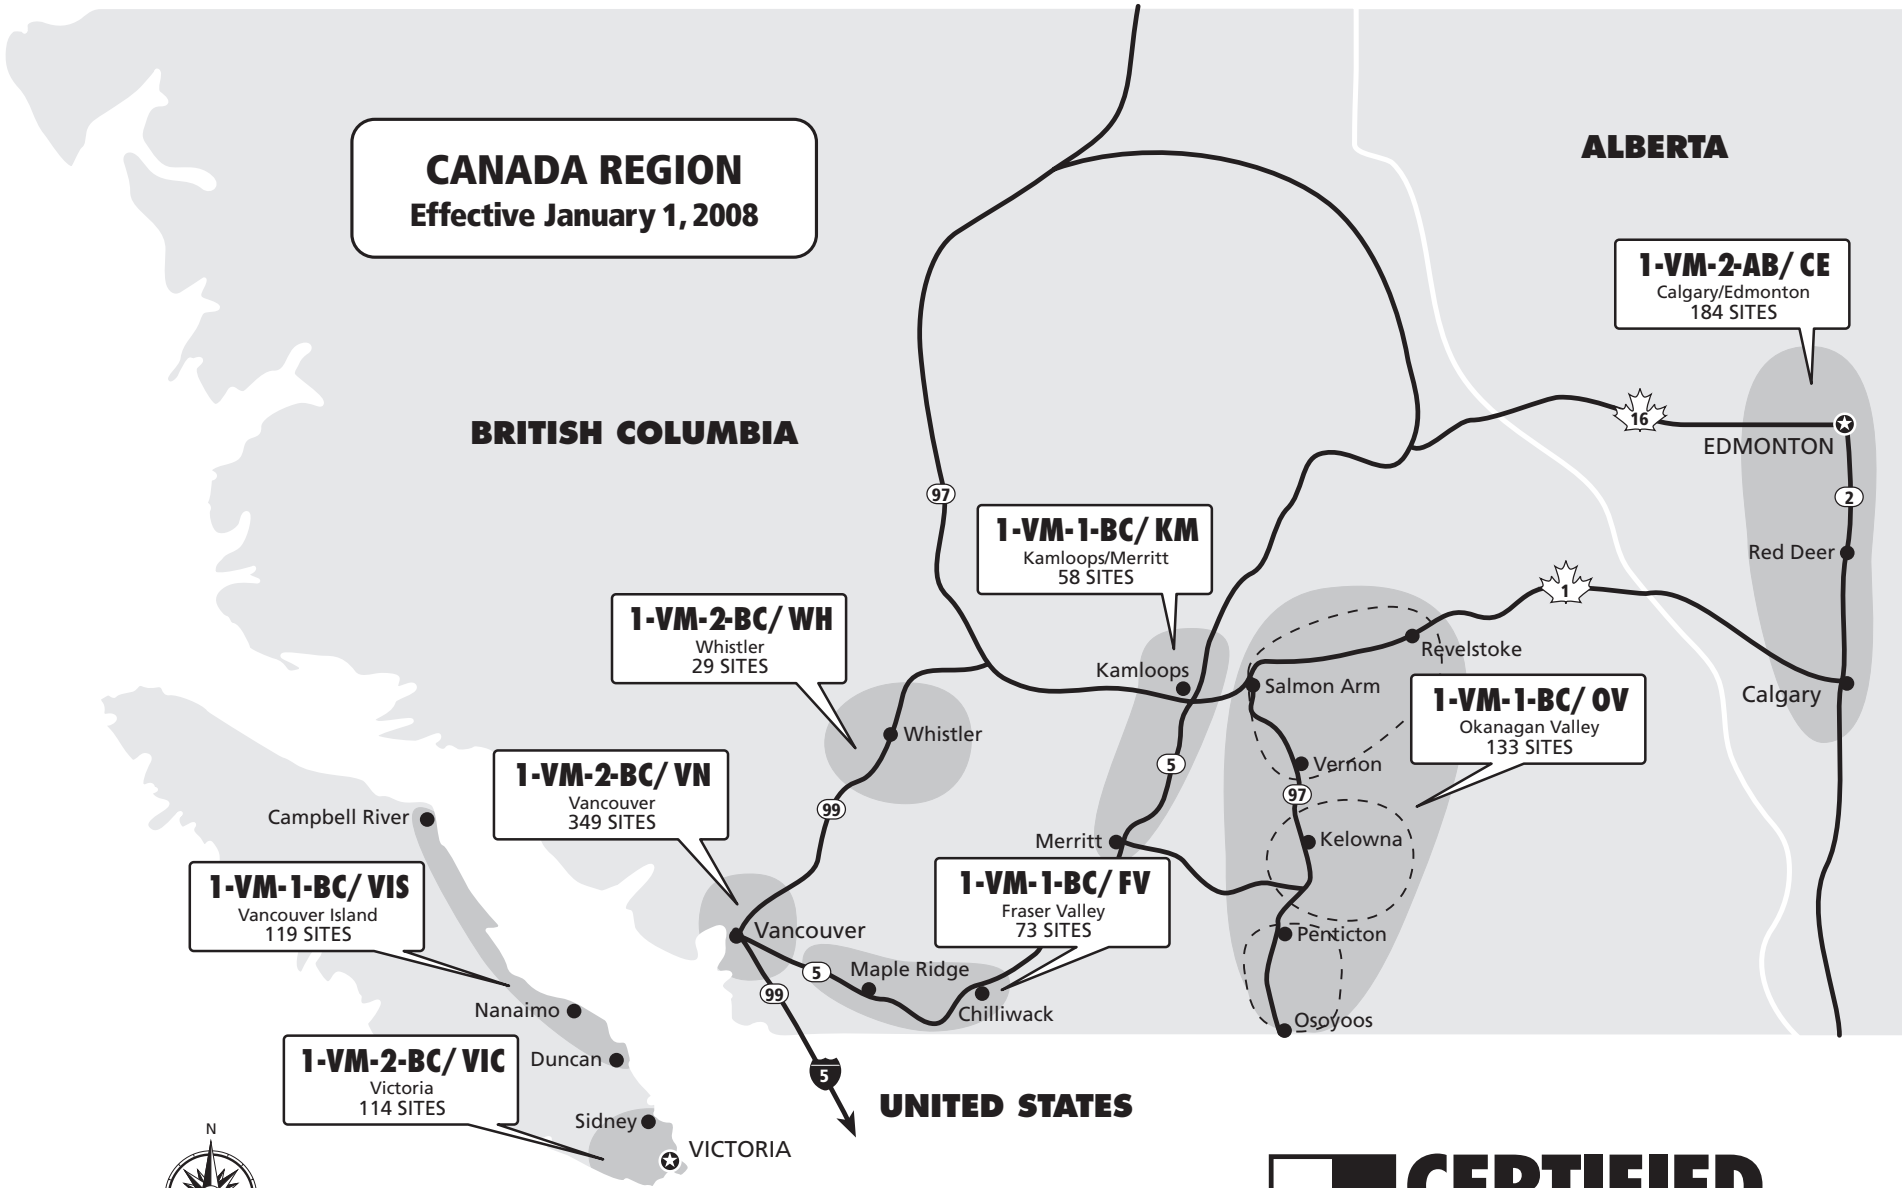 CANADA REGION
Effective January 1, 2008
ALBERTA
BRITISH COLUMBIA
1-VM-2-AB/ CE
Calgary/Edmonton
184 SITES
16
EDMONTON
2
Red Deer
Calgary
97
1-VM-1-BC/ KM
Kamloops/Merritt
58 SITES
1
1-VM-2-BC/ WH
Whistler
29 SITES
Kamloops
Revelstoke
Salmon Arm
1-VM-1-BC/ OV
Okanagan Valley
133 SITES
Whistler
5
Vernon
97
1-VM-2-BC/ VN
Vancouver
349 SITES
99
Campbell River
Merritt
Kelowna
1-VM-1-BC/ VIS
Vancouver Island
119 SITES
1-VM-1-BC/ FV
Fraser Valley
73 SITES
Vancouver
Penticton
5
Maple Ridge
99
Chilliwack
Osoyoos
Nanaimo
Duncan
1-VM-2-BC/ VIC
Victoria
114 SITES
5
UNITED STATES
Sidney
VICTORIA
N
CERTIFIED